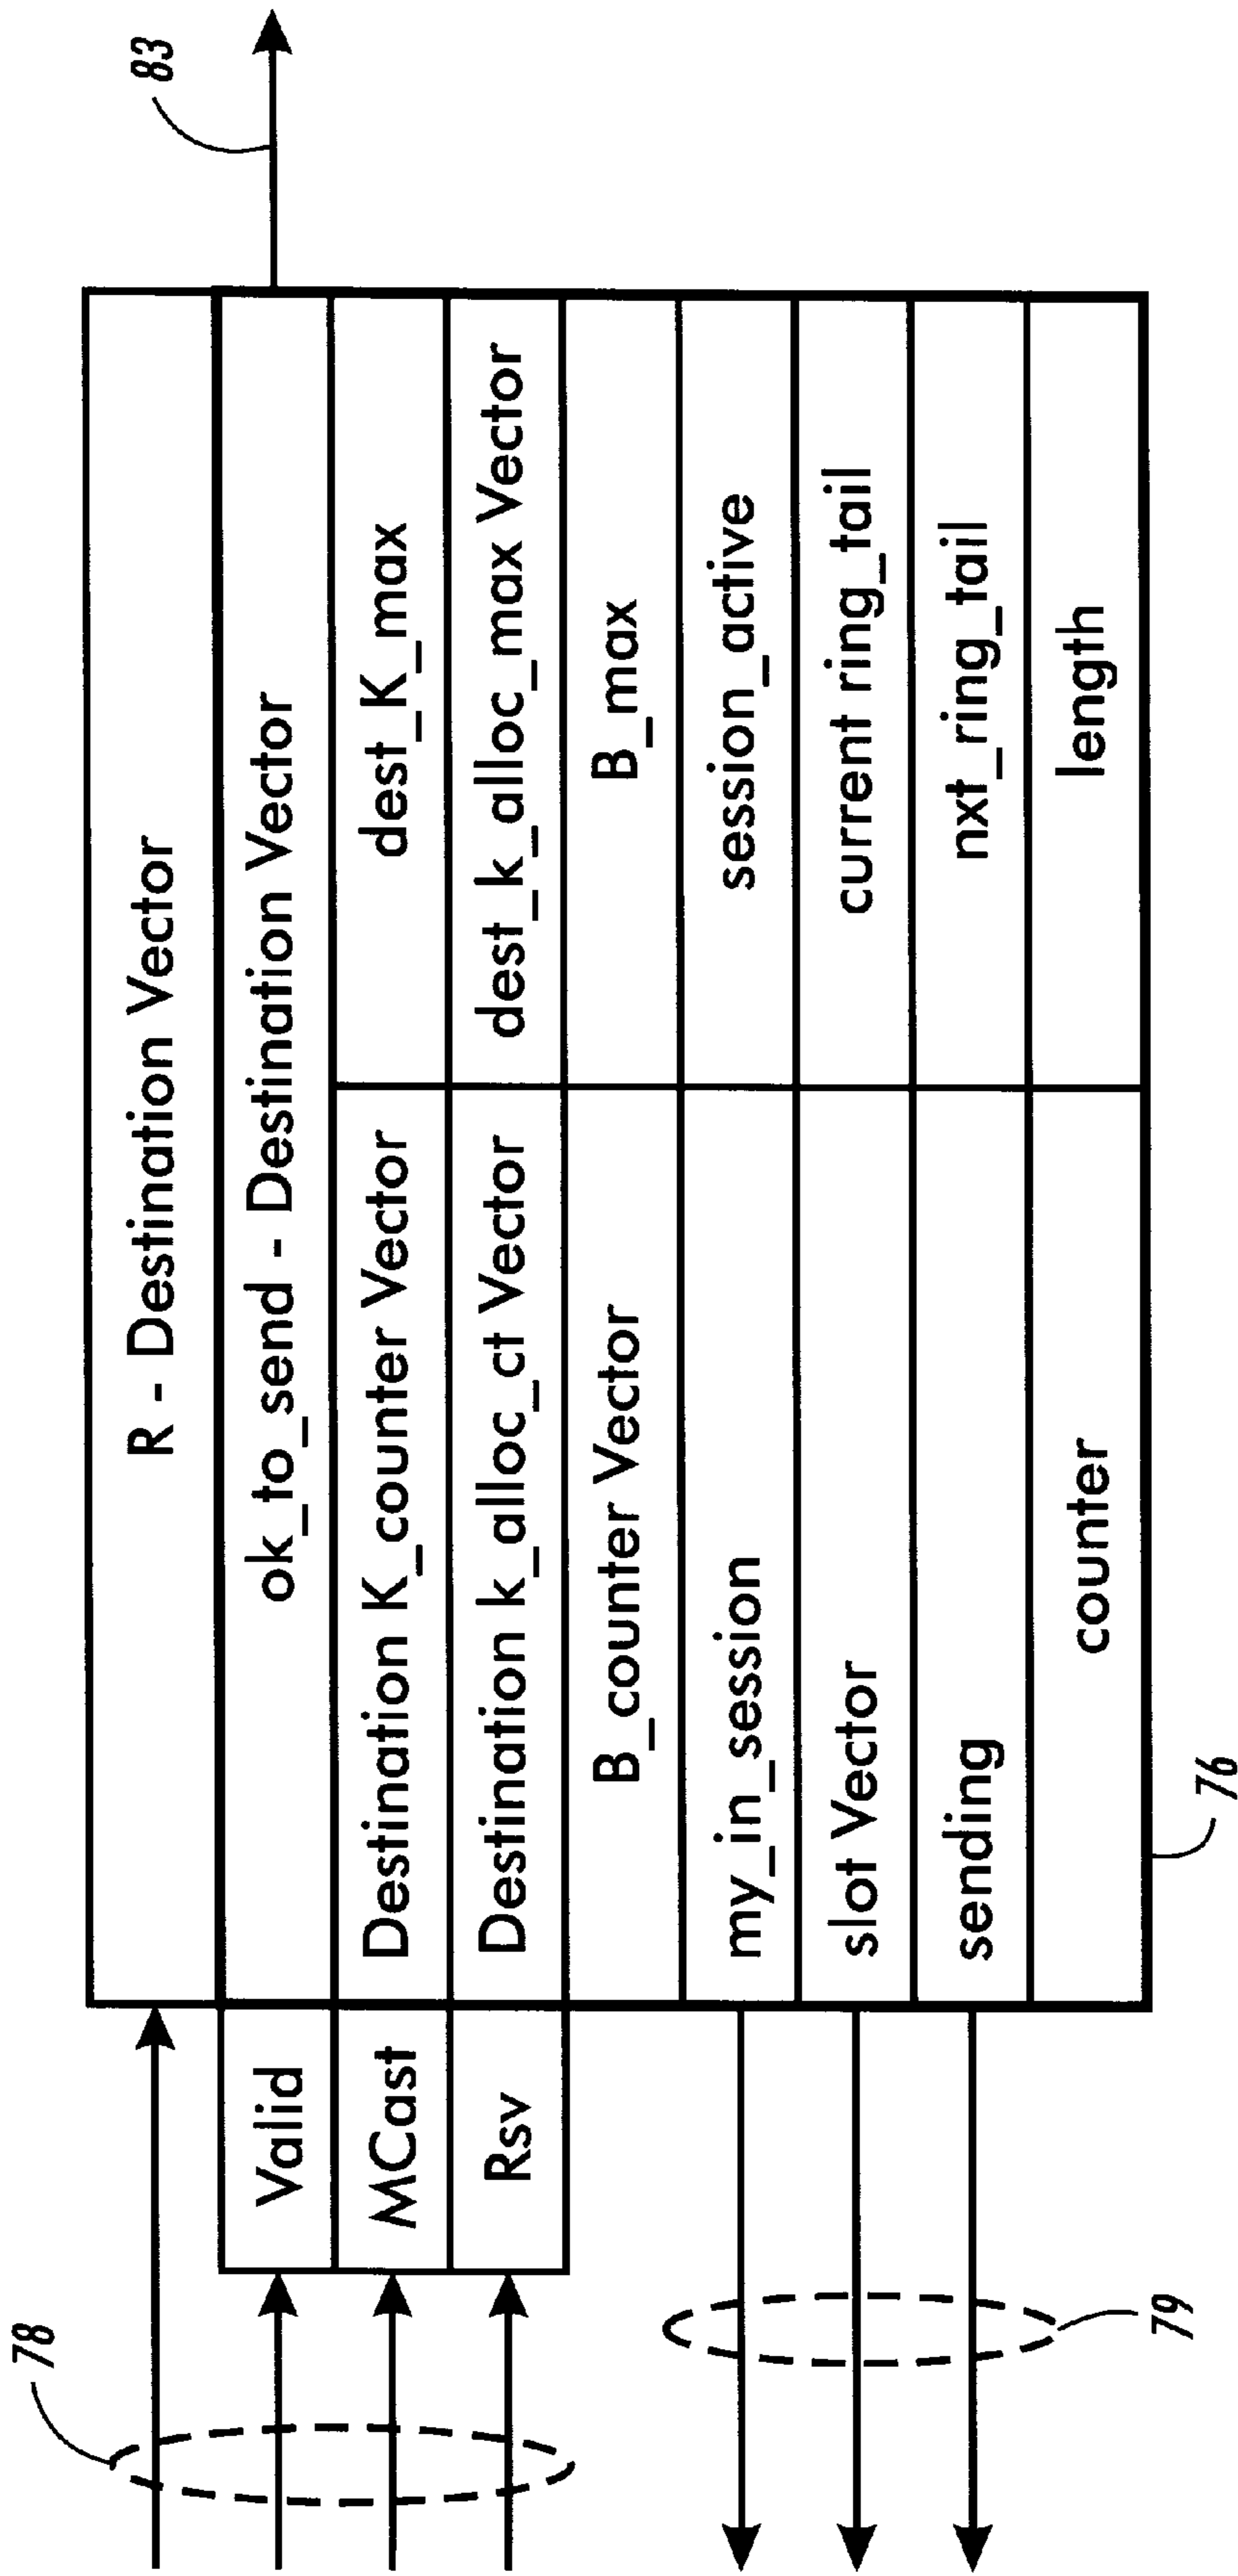 78
83
R - Destination Vector
Valid
ok_to_send - Destination Vector
MCast
Destination K_counter Vector
dest_K_max
Rsv
Destination k_alloc_ct Vector
dest_k_alloc_max Vector
B_counter Vector
B_max
my_in_session
session_active
slot Vector
current ring_tail
sending
nxt_ring_tail
counter
length
79
76